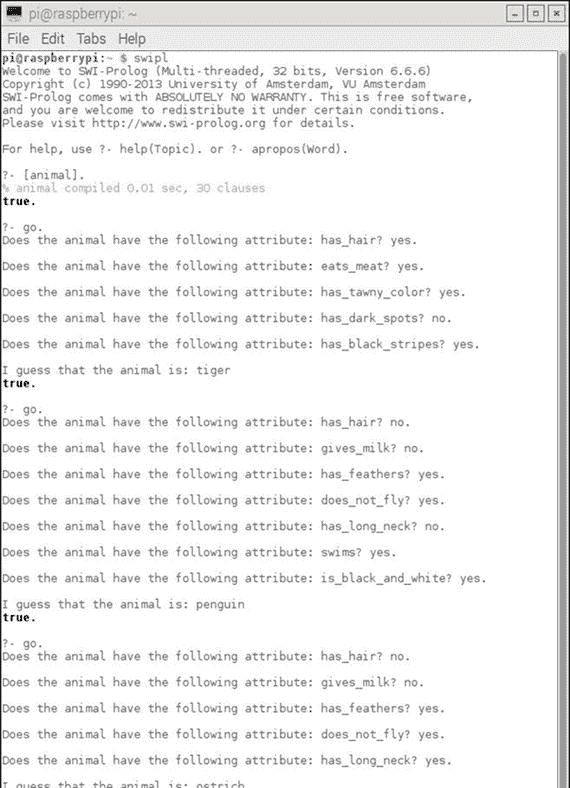 pi@raspberrypi: ~
File Edit Tabs Help
pi@raspberrypi:~ $ swipl
Welcome to SWI-Prolog (Multi-threaded, 32 bits, Version 6.6.6)
Copyright (c) 1990-2013 University of Amsterdam, VU Amsterdam
SWI-Prolog comes with ABSOLUTELY NO WARRANTY. This is free software,
and you are welcome to redistribute it under certain conditions.
Please visit http://www.swi-prolog.org for details.
For help, use ?- help(Topic). or ?- apropos(Word).
?- [animal].
% animal compiled 0.01 sec, 30 clauses
true.
?- go.
Does the animal have the following attribute: has_hair? yes.
Does the animal have the following attribute: eats_meat? yes.
Does the animal have the following attribute: has_tawny_color? yes.
Does the animal have the following attribute: has_dark_spots? no.
Does the animal have the following attribute: has_black_stripes? yes.
I guess that the animal is: tiger
true.
?- go.
Does the animal have the following attribute: has_hair? no.
Does the animal have the following attribute: gives_milk? no.
Does the animal have the following attribute: has_feathers? yes.
Does the animal have the following attribute: does_not_fly? yes.
Does the animal have the following attribute: has_long_neck? no.
Does the animal have the following attribute: swims? yes.
Does the animal have the following attribute: is_black_and_white? yes.
I guess that the animal is: penguin
true.
?- go.
Does the animal have the following attribute: has_hair? no.
Does the animal have the following attribute: gives_milk? no.
Does the animal have the following attribute: has_feathers? yes.
Does the animal have the following attribute: does_not_fly? yes.
Does the animal have the following attribute: has_long_neck? yes.
I guess that the animal is: ostrich